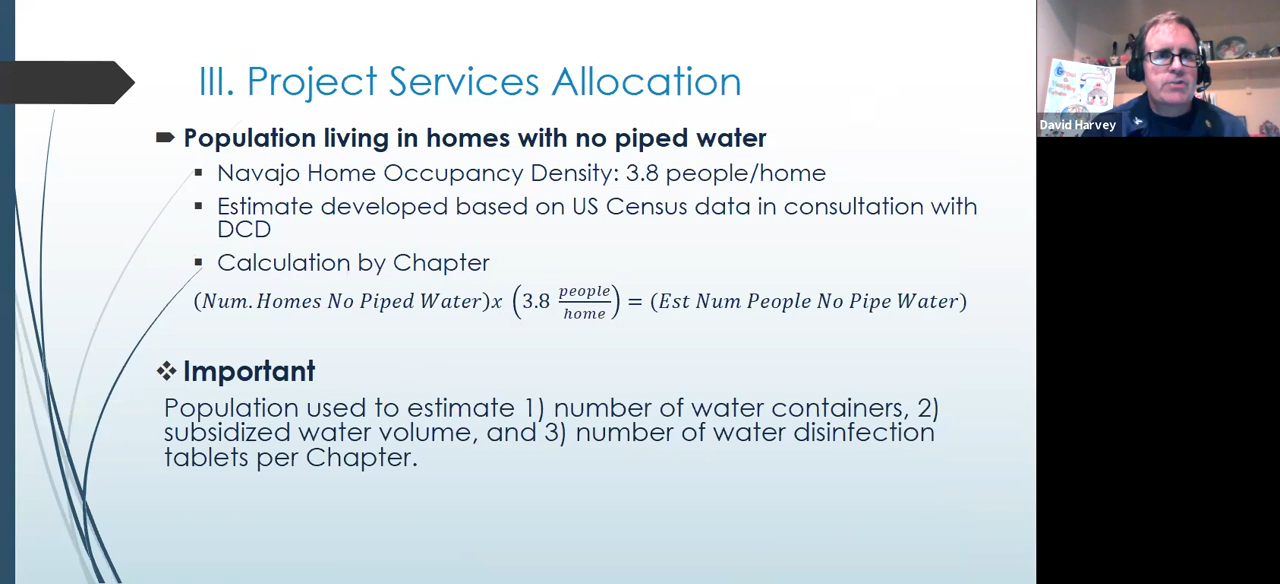 III. Project Services Allocation
Population living in homes with no piped water
Navajo Home Occupancy Density: 3.8 people/home
Estimate developed based on US Census data in consultation with
DCD
Calculation by Chapter
(Num. Homes No Piped Water)x (3.8 people/home) = (Est Num People No Pipe Water)
Important
Population used to estimate 1) number of water containers, 2)
subsidized water volume, and 3) number of water disinfection
tablets per Chapter.
David Harvey